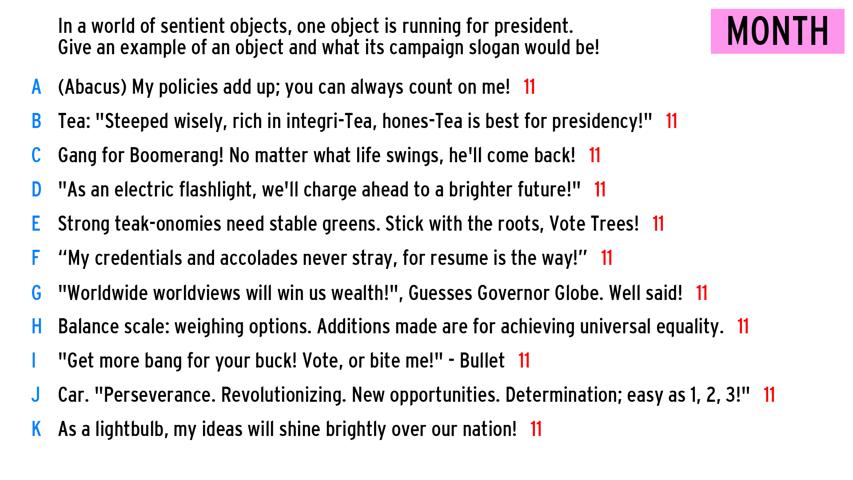 In a world of sentient objects, one object is running for president.
Give an example of an object and what its campaign slogan would be!
MONTH
A (Abacus) My policies add up; you can always count on me! 11
B Tea: "Steeped wisely, rich in integri-Tea, hones-Tea is best for presidency!" 11
C Gang for Boomerang! No matter what life swings, he'll come back! 11
D "As an electric flashlight, we'll charge ahead to a brighter future!" 11
E Strong teak-onomies need stable greens. Stick with the roots, Vote Trees! 11
F “My credentials and accolades never stray, for resume is the way!” 11
G "Worldwide worldviews will win us wealth!", Guesses Governor Globe. Well said! 11
H Balance scale: weighing options. Additions made are for achieving universal equality. 11
I "Get more bang for your buck! Vote, or bite me!" - Bullet 11
J Car. "Perseverance. Revolutionizing. New opportunities. Determination; easy as 1, 2, 3!" 11
K As a lightbulb, my ideas will shine brightly over our nation! 11